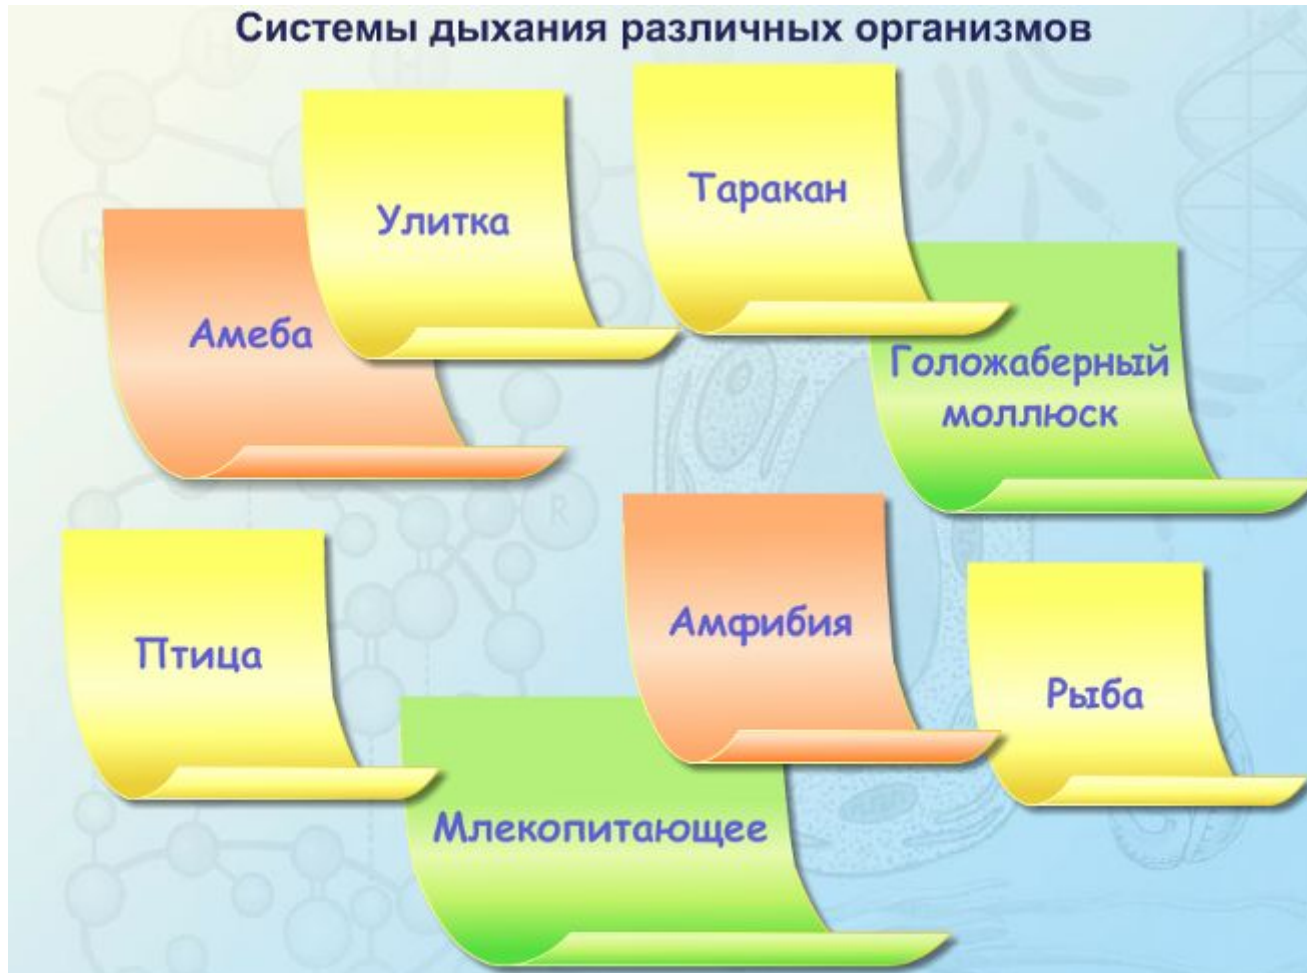 Системы дыхания различных организмов
Улитка
Таракан
Амеба
Голожаберный
моллюск
Птица
Амфибия
Рыба
Млекопитающее